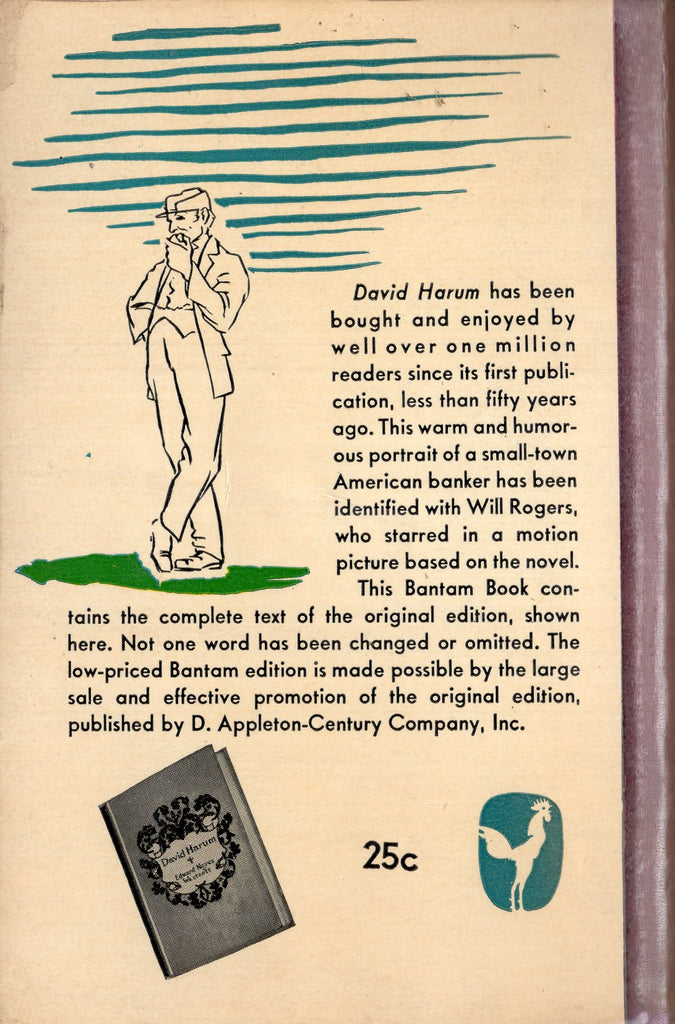 David Harum has been
bought and enjoyed by
well over one million
readers since its first publi-
cation, less than fifty years
ago. This warm and humor-
ous portrait of a small-town
American banker has been
identified with Will Rogers,
who starred in a motion
picture based on the novel.
This Bantam Book con-
tains the complete text of the original edition, shown
here. Not one word has been changed or omitted. The
low-priced Bantam edition is made possible by the large
sale and effective promotion of the original edition,
published by D. Appleton-Century Company, Inc.
David Harum
Edward Noyes
Westcott
25c